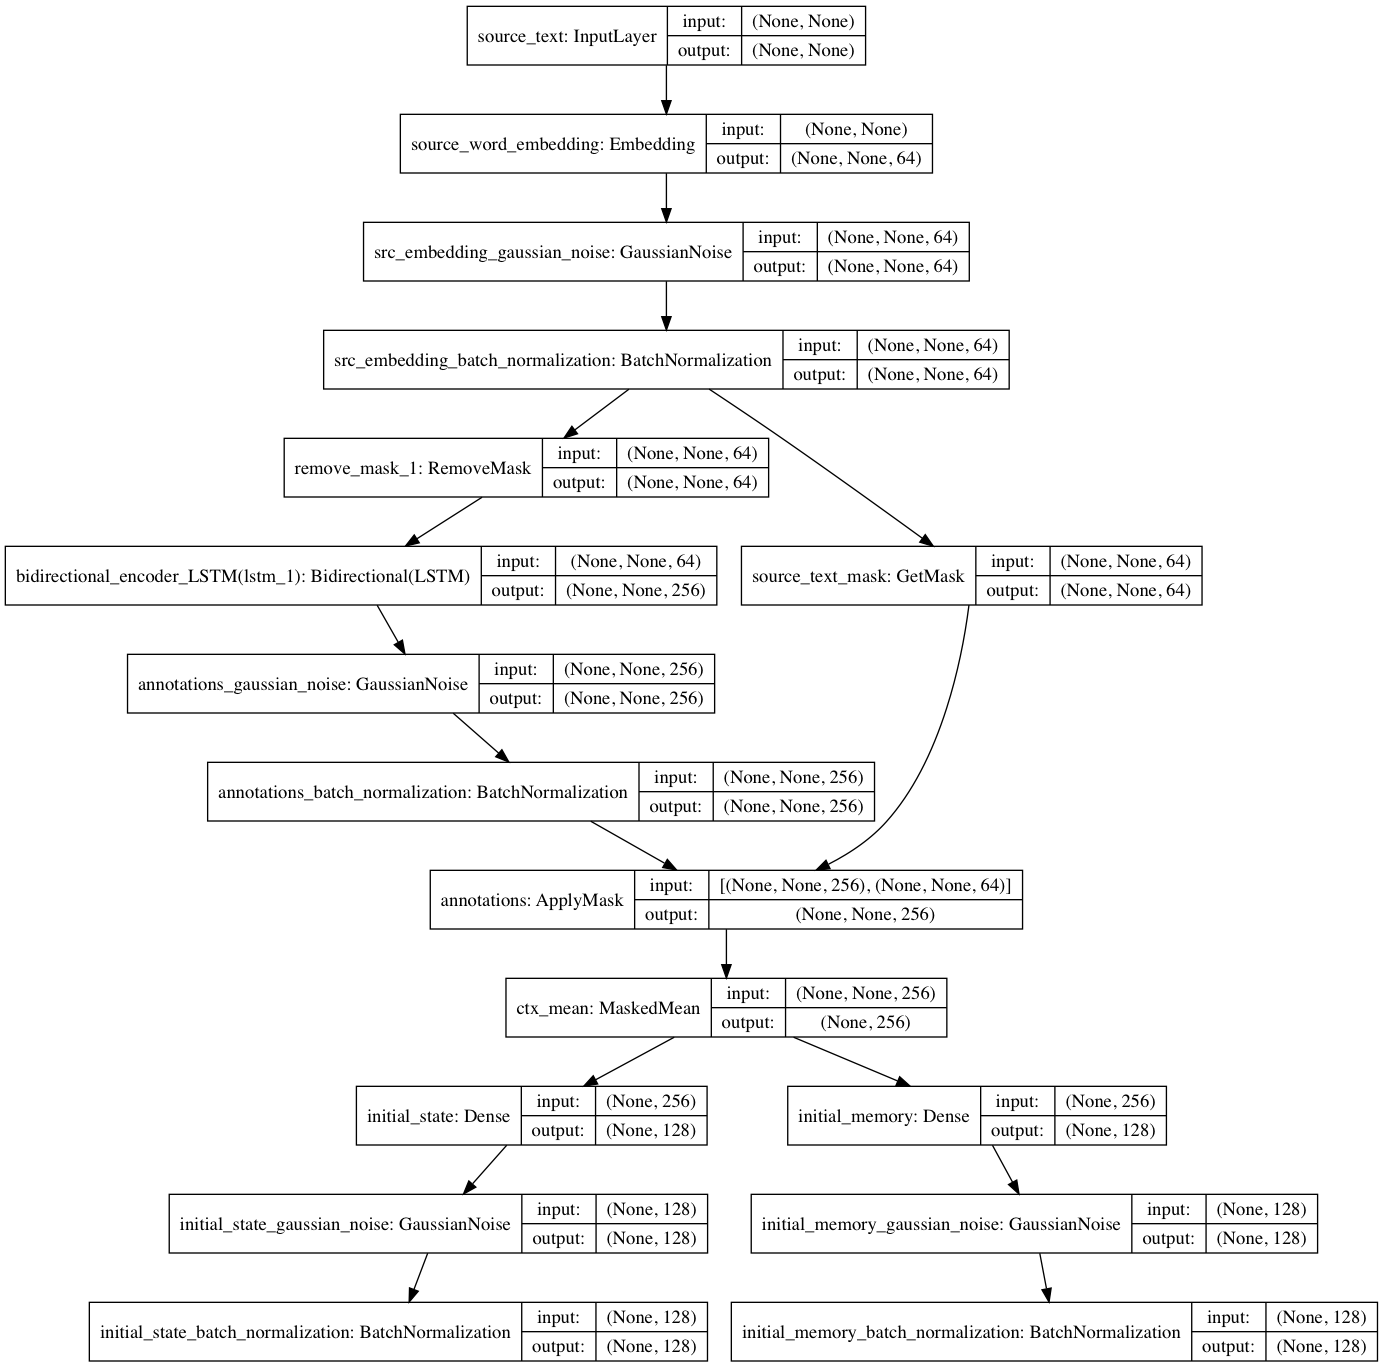 source_text: InputLayer
input: (None, None)
output: (None, None)
source_word_embedding: Embedding
input: (None, None)
output: (None, None, 64)
src_embedding_gaussian_noise: GaussianNoise
input: (None, None, 64)
output: (None, None, 64)
src_embedding_batch_normalization: BatchNormalization
input: (None, None, 64)
output: (None, None, 64)
remove_mask_1: RemoveMask
input: (None, None, 64)
output: (None, None, 64)
bidirectional_encoder_LSTM(lstm_1): Bidirectional(LSTM)
input: (None, None, 64)
output: (None, None, 256)
source_text_mask: GetMask
input: (None, None, 64)
output: (None, None, 64)
annotations_gaussian_noise: GaussianNoise
input: (None, None, 256)
output: (None, None, 256)
annotations_batch_normalization: BatchNormalization
input: (None, None, 256)
output: (None, None, 256)
annotations: ApplyMask
input: [(None, None, 256), (None, None, 64)]
output: (None, None, 256)
ctx_mean: MaskedMean
input: (None, None, 256)
output: (None, 256)
initial_state: Dense
input: (None, 256)
output: (None, 128)
initial_memory: Dense
input: (None, 256)
output: (None, 128)
initial_state_gaussian_noise: GaussianNoise
input: (None, 128)
output: (None, 128)
initial_memory_gaussian_noise: GaussianNoise
input: (None, 128)
output: (None, 128)
initial_state_batch_normalization: BatchNormalization
input: (None, 128)
output: (None, 128)
initial_memory_batch_normalization: BatchNormalization
input: (None, 128)
output: (None, 128)